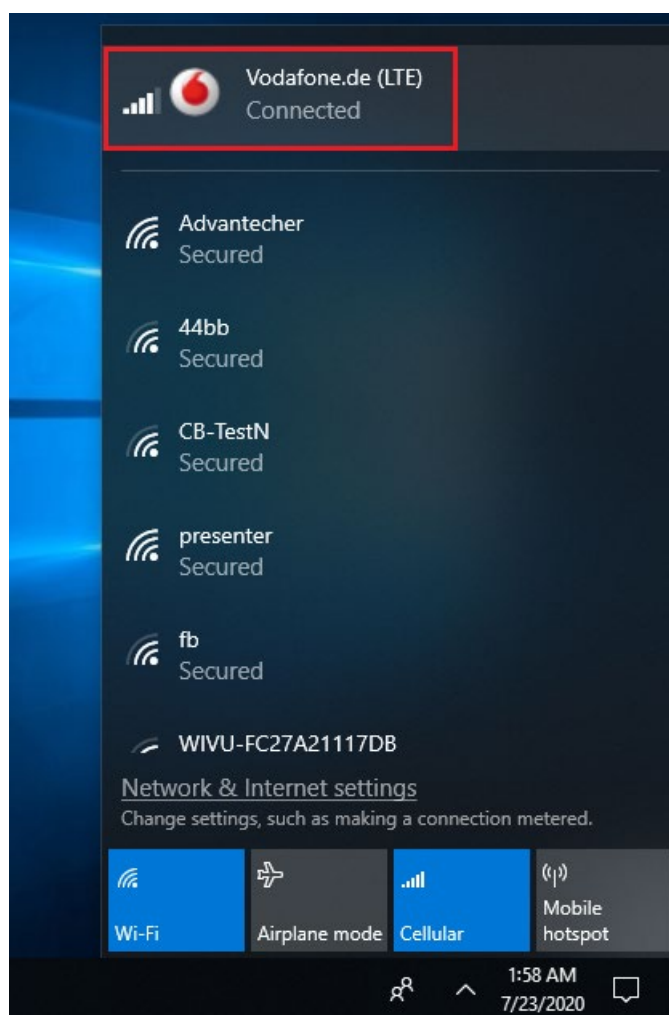 Vodafone.de (LTE)
Connected
Advantecher
Secured
44bb
Secured
CB-TestN
Secured
presenter
Secured
fb
Secured
WIVU-FC27A21117DB
Network & Internet settings
Change settings, such as making a connection metered.
Wi-Fi
Airplane mode
Cellular
Mobile
hotspot
1:58 AM
7/23/2020